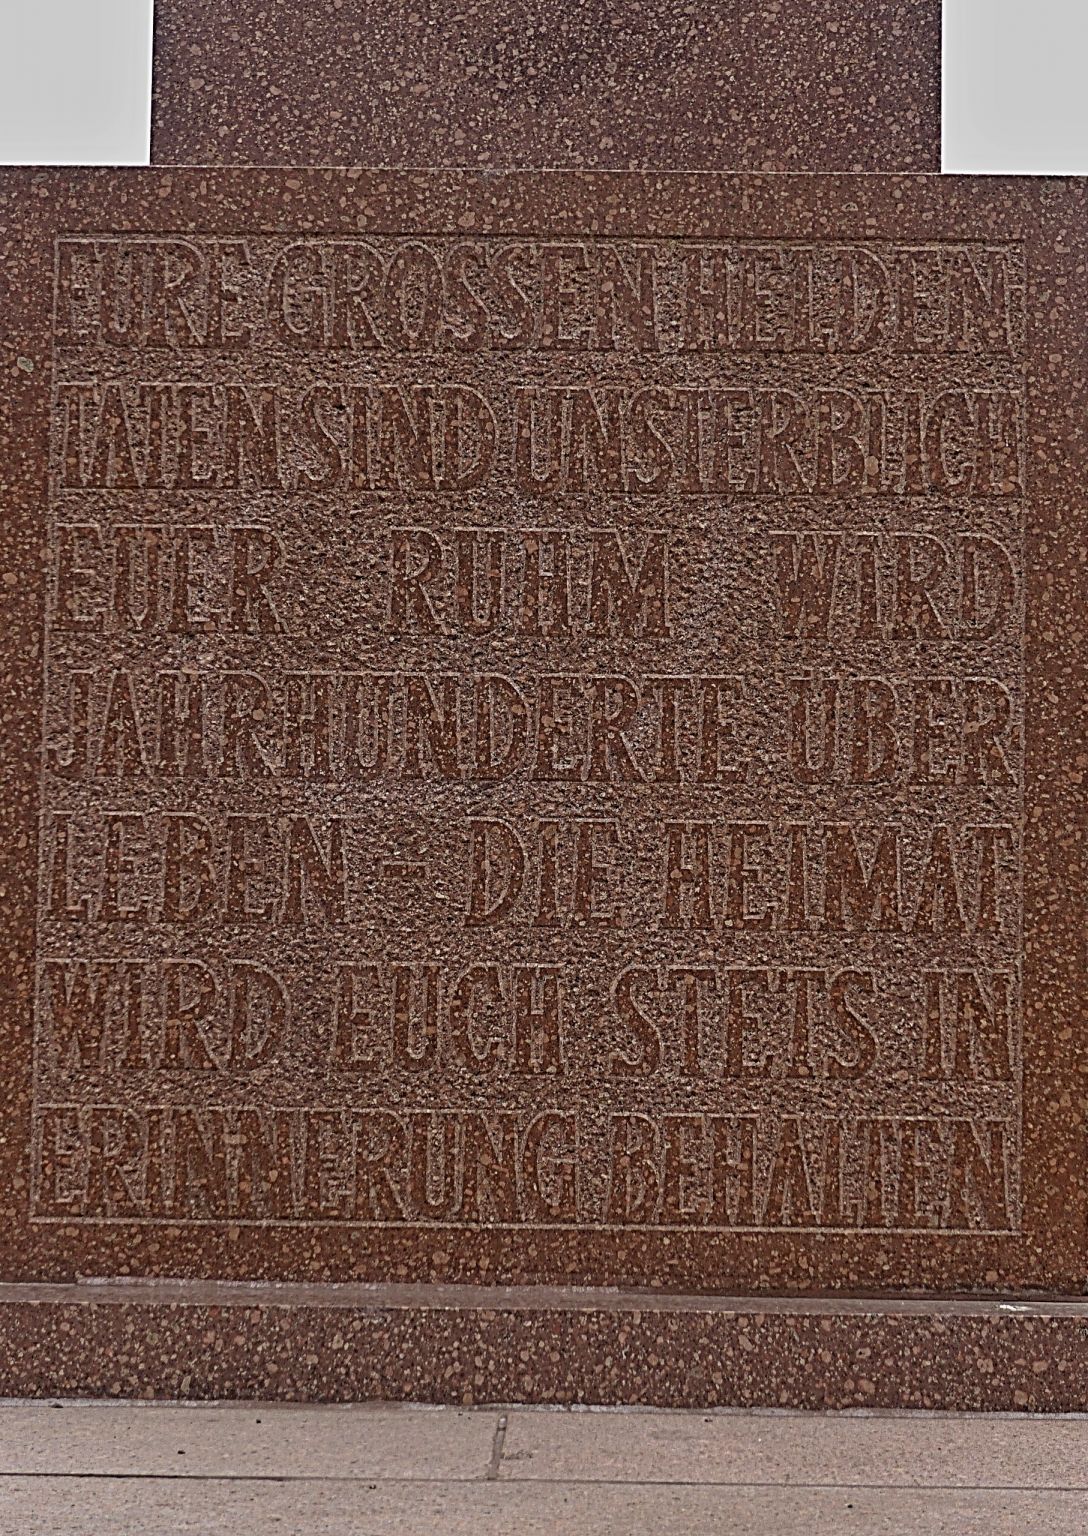 EURE GROSSEN HELDEN
TATEN SIND UNSTERBLICH
EUER RUHM WIRD
JAHRHUNDERTE ÜBER
LEBEN – DIE HEIMAT
WIRD EUCH STETS IN
ERINNERUNG BEHALTEN